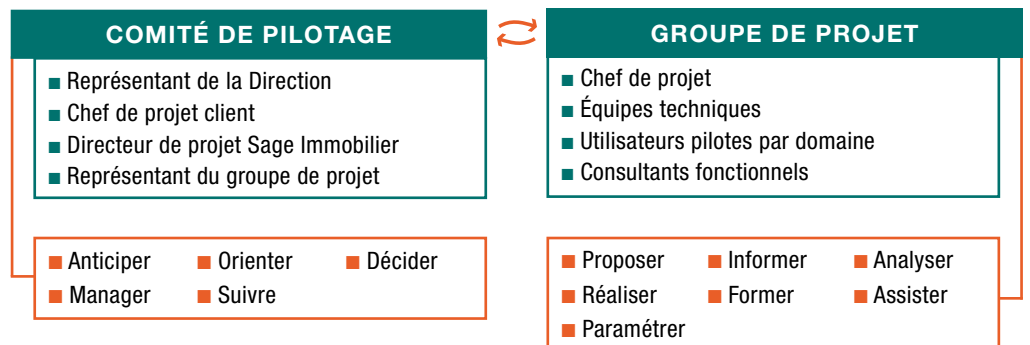 COMITÉ DE PILOTAGE
Représentant de la Direction
Chef de projet client
Directeur de projet Sage Immobilier
Représentant du groupe de projet
Anticiper Orienter Décider
Manager Suivre
GROUPE DE PROJET
Chef de projet
Équipes techniques
Utilisateurs pilotes par domaine
Consultants fonctionnels
Proposer Informer Analyser
Réaliser Former Assister
Paramétrer